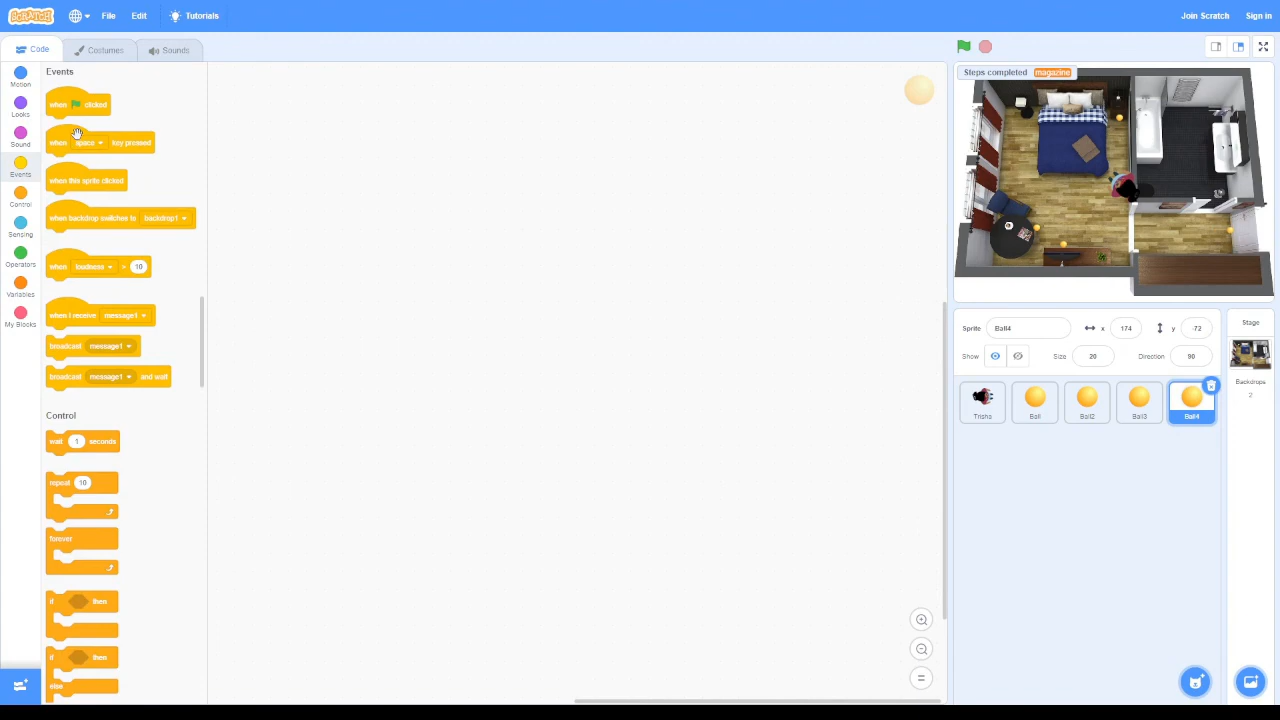 SCRATCH
File
Edit
Tutorials
Join Scratch
Sign in
Code
Costumes
Sounds
Motion
Looks
Sound
Events
Control
Sensing
Operators
Variables
My Blocks
Events
when clicked
when space key pressed
when this sprite clicked
when backdrop switches to backdrop1
when loudness > 10
when I receive message1
broadcast message1
broadcast message1 and wait
Control
wait 1 seconds
repeat 10
forever
if then
if then
else
Steps completed magazine
Sprite Ball4 x 174 y -72
Show Size 20 Direction 90
Trisha
Ball
Ball2
Ball3
Ball4
Stage
Backdrops
2